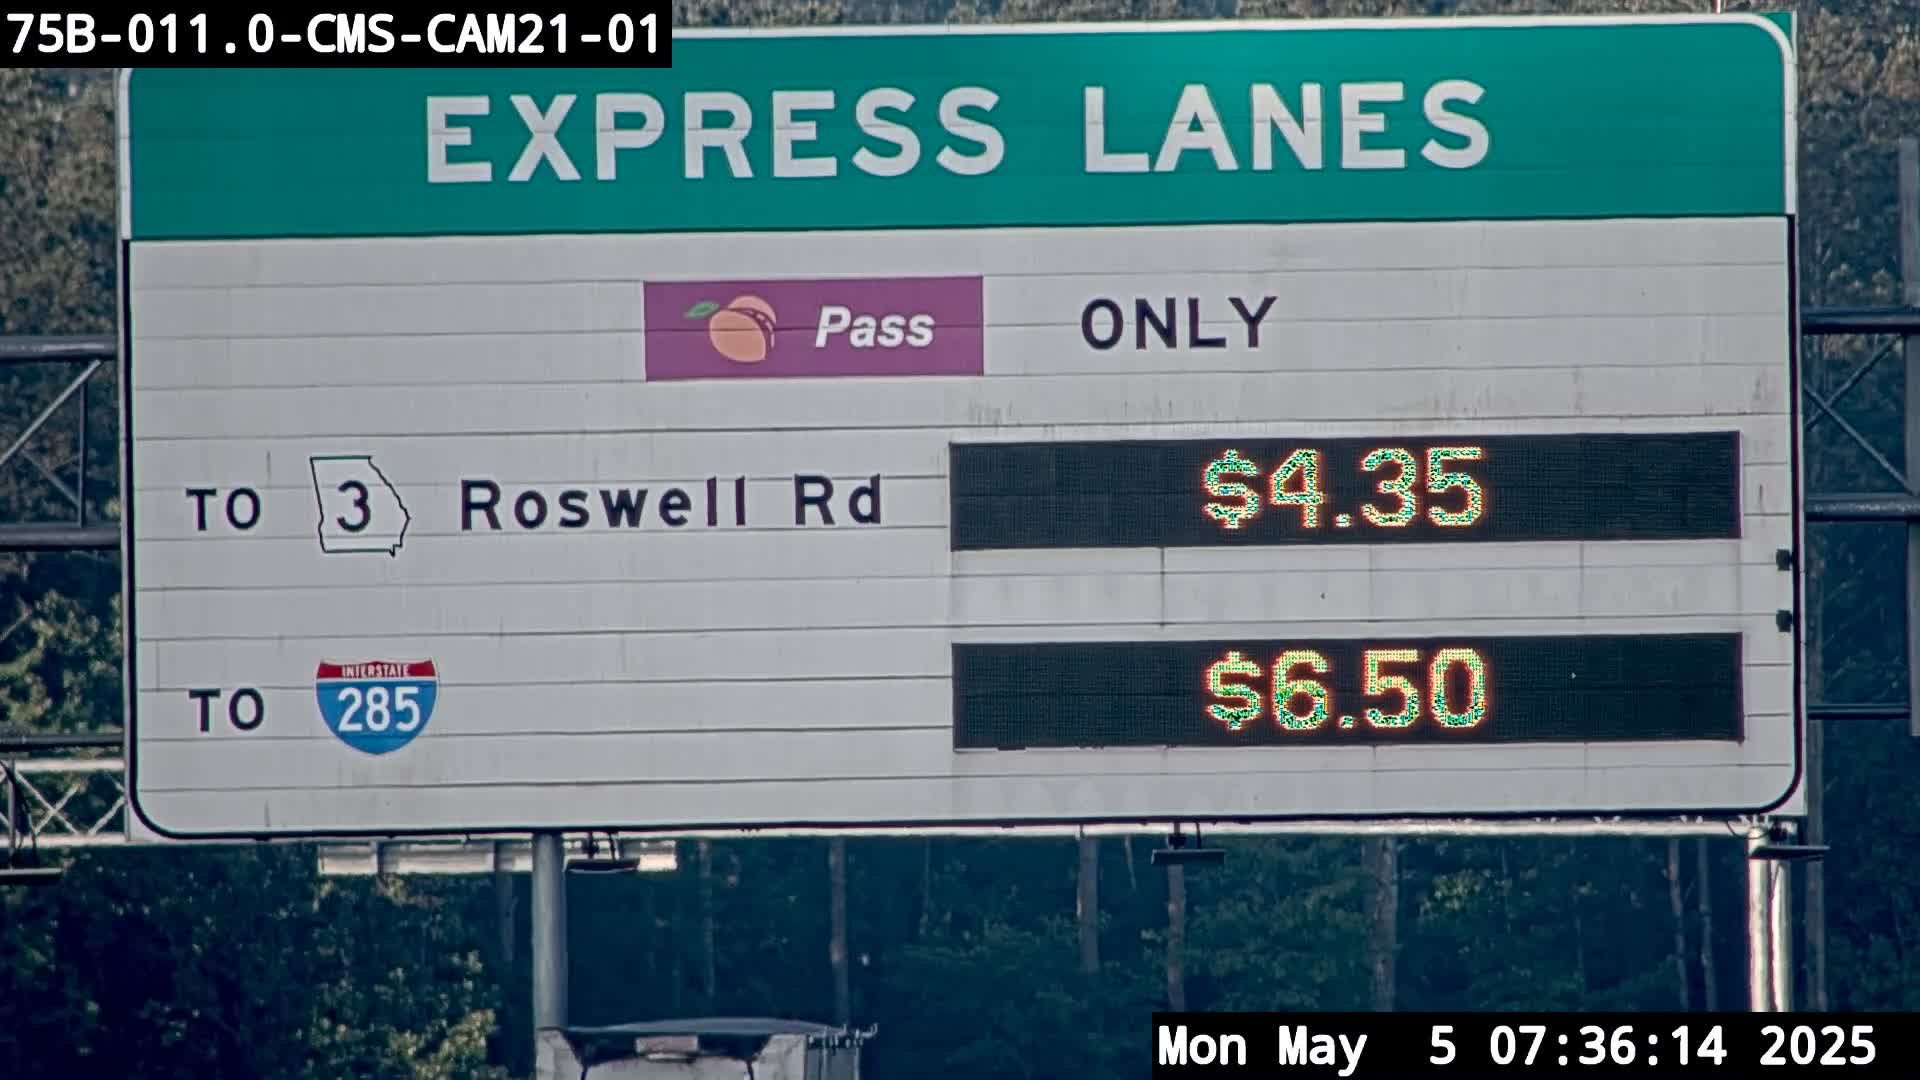 75B-011.0-CMS-CAM21-01
EXPRESS LANES
Pass ONLY
TO 3 Roswell Rd $4.35
TO INTERSTATE 285 $6.50
Mon May 5 07:36:14 2025